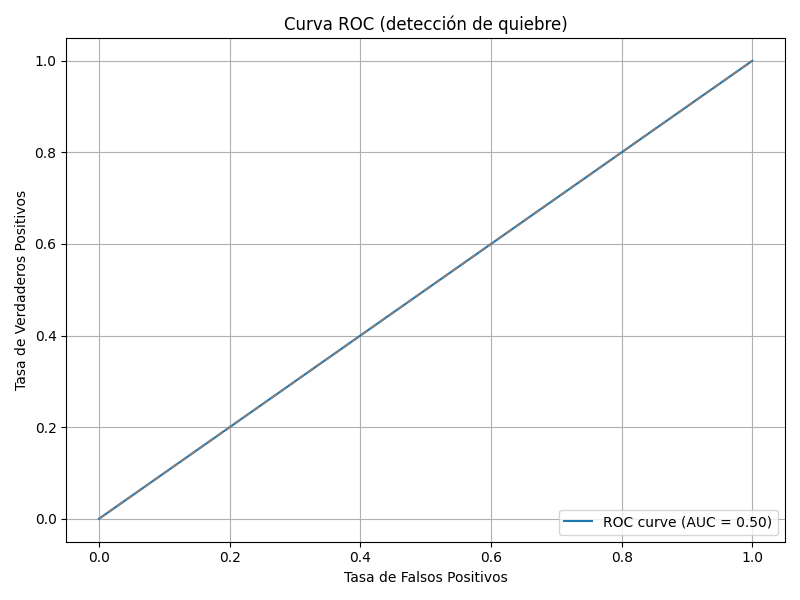 Curva ROC (detección de quiebre)
1.0
0.8
0.6
0.4
0.2
0.0
Tasa de Verdaderos Positivos
ROC curve (AUC = 0.50)
0.0 0.2 0.4 0.6 0.8 1.0
Tasa de Falsos Positivos